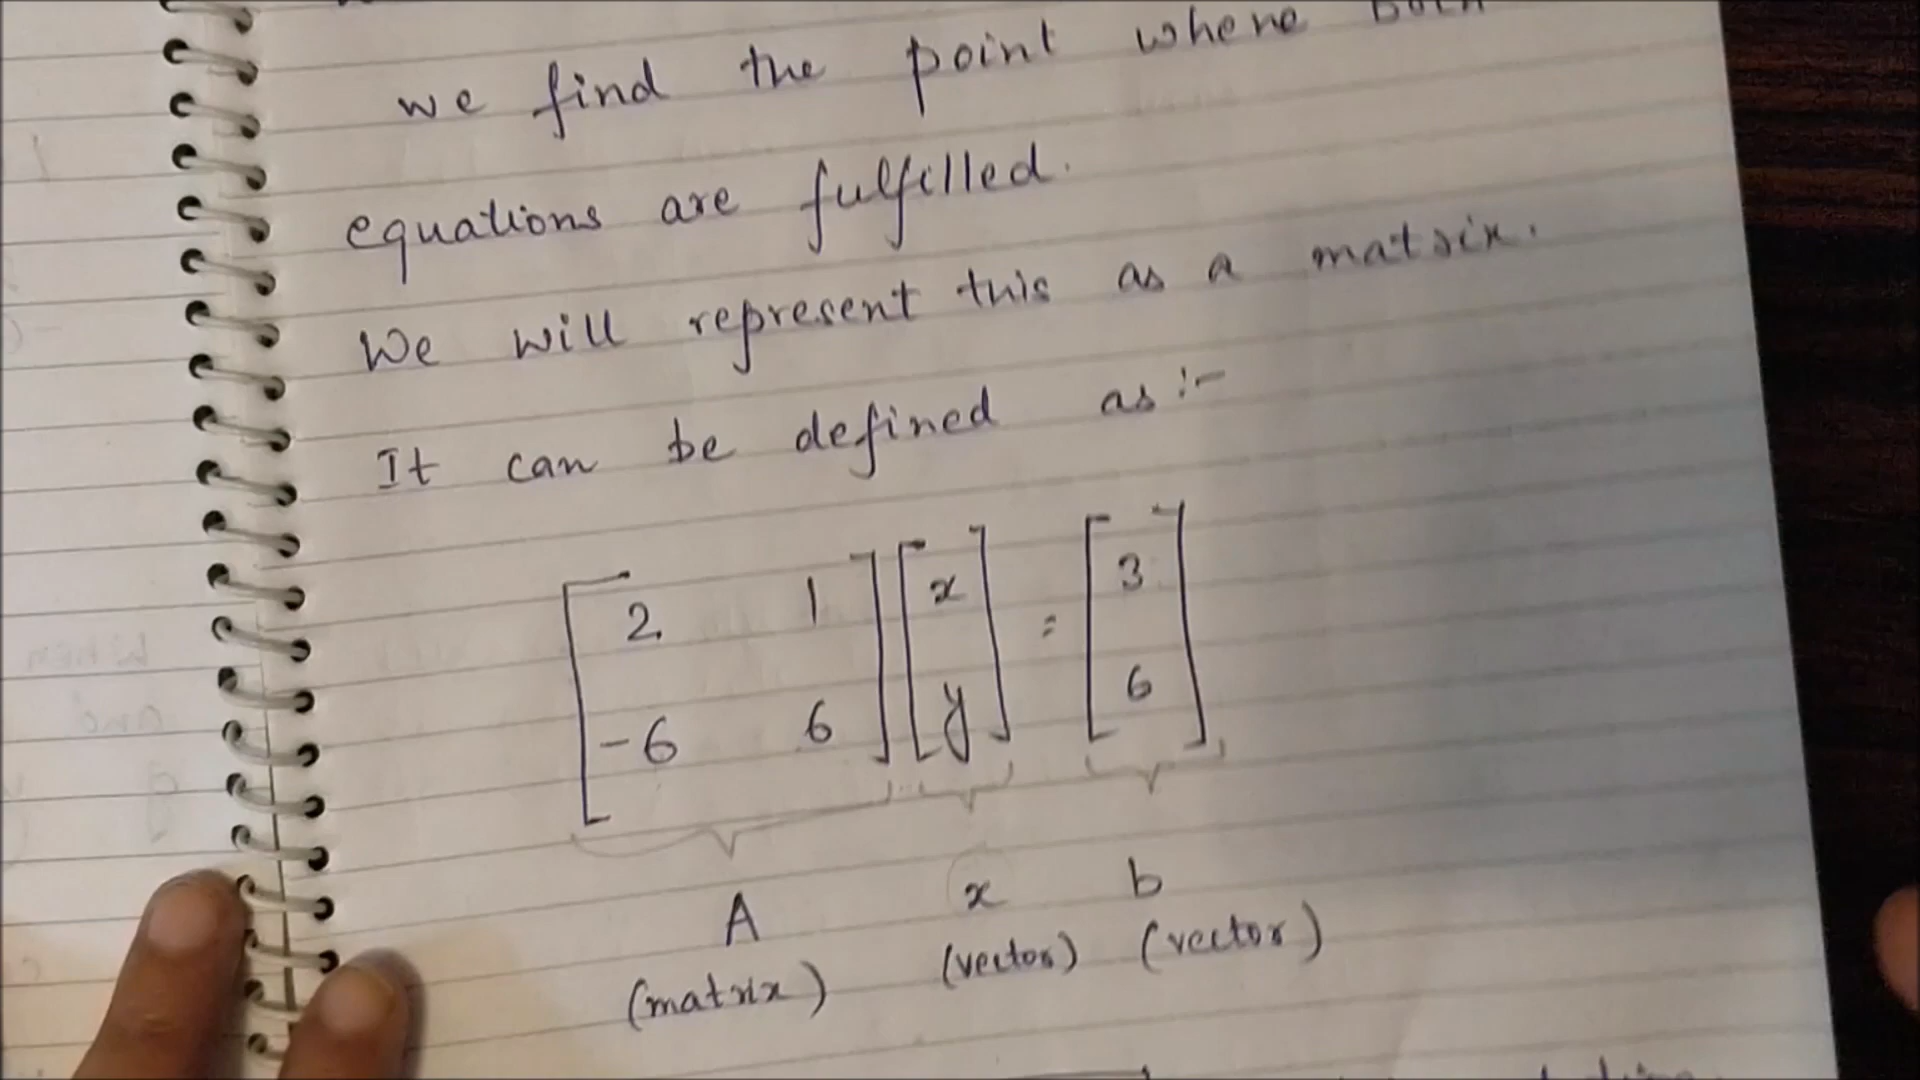 we find the point where both
equations are fulfilled.
We will represent this as a matrix.
It can be defined as :-
[ 2 1 ] [ x ] = [ 3 ]
[ -6 6 ] [ y ] [ 6 ]
A x b
(matrix) (vector) (vector)